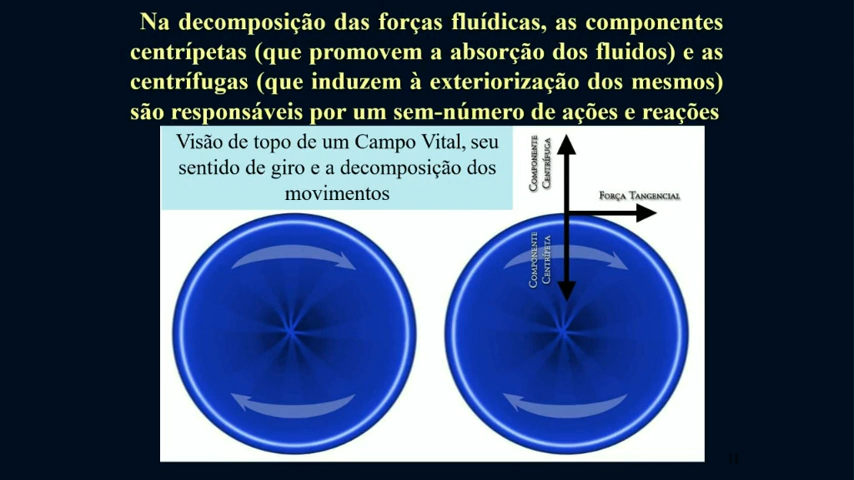 Na decomposição das forças fluídicas, as componentes
centrípetas (que promovem a absorção dos fluidos) e as
centrífugas (que induzem à exteriorização dos mesmos)
são responsáveis por um sem-número de ações e reações
Visão de topo de um Campo Vital, seu
sentido de giro e a decomposição dos
movimentos
COMPONENTE
CENTRÍFUGA
FORÇA TANGENCIAL
COMPONENTE
CENTRÍPETA